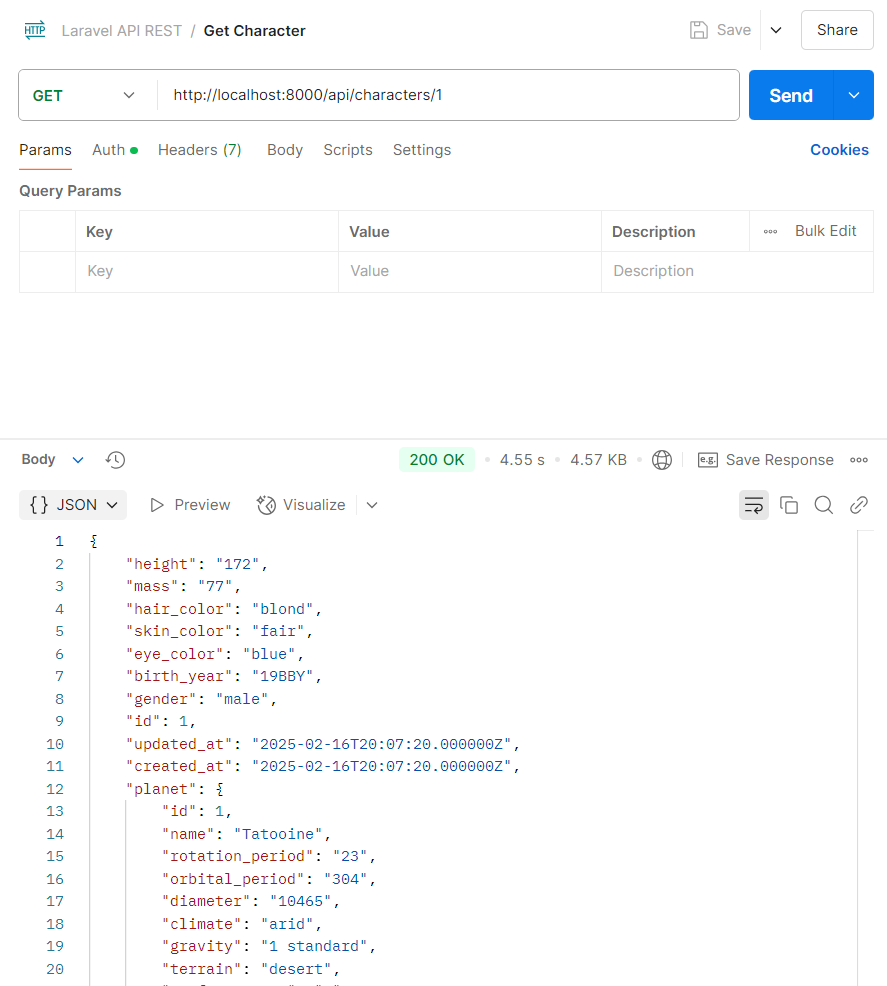 HTTP Laravel API REST / Get Character Save Share
GET http://localhost:8000/api/characters/1 Send
Params Auth Headers (7) Body Scripts Settings Cookies
Query Params
Key Value Description Bulk Edit
Key Value Description
Body 200 OK 4.55 s 4.57 KB e.g. Save Response
{} JSON Preview Visualize
1 {
2 "height": "172",
3 "mass": "77",
4 "hair_color": "blond",
5 "skin_color": "fair",
6 "eye_color": "blue",
7 "birth_year": "19BBY",
8 "gender": "male",
9 "id": 1,
10 "updated_at": "2025-02-16T20:07:20.000000Z",
11 "created_at": "2025-02-16T20:07:20.000000Z",
12 "planet": {
13 "id": 1,
14 "name": "Tatooine",
15 "rotation_period": "23",
16 "orbital_period": "304",
17 "diameter": "10465",
18 "climate": "arid",
19 "gravity": "1 standard",
20 "terrain": "desert",